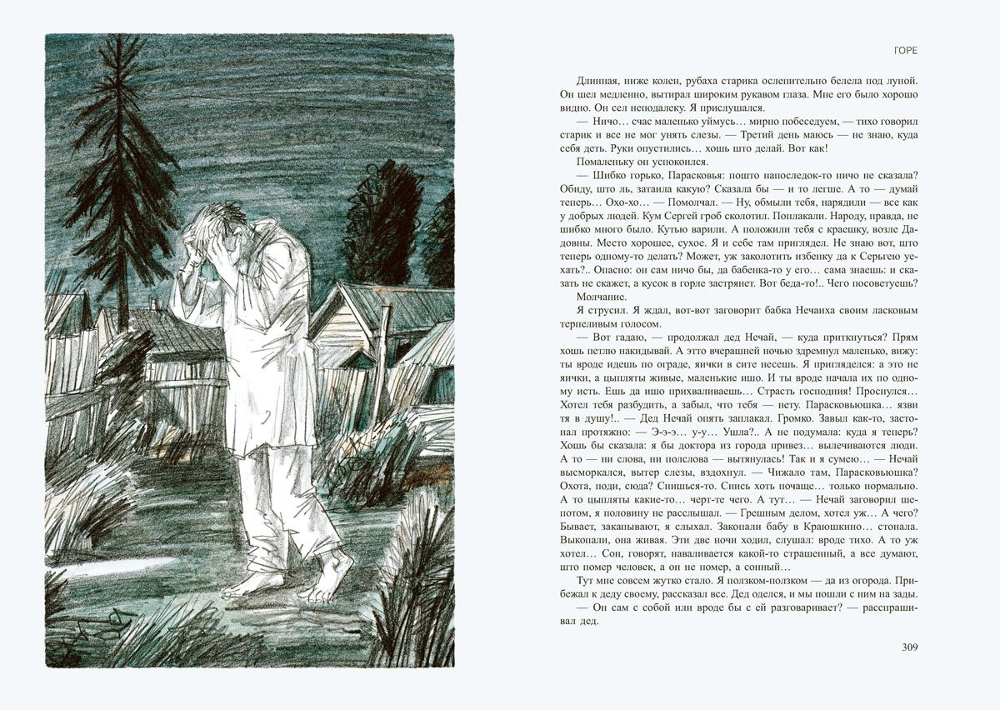 ГОРЕ
Длинная, ниже колен, рубаха старика ослепительно белела под луной.
Он шел медленно, вытирал широким рукавом глаза. Мне его было хорошо
видно. Он сел неподалеку. Я прислушался.
— Ничо… счас маленько уймусь… мирно побеседуем, — тихо говорил
старик и все не мог унять слезы. — Третий день маюсь — не знаю, куда
себя деть. Руки опустились… хошь што делай. Вот как!
Помаленьку он успокоился.
— Шибко горько, Парасковья: пошто напоследок-то ничо не сказала?
Обиду, што ль, затаила какую? Сказала бы — и то легше. А то — думай
теперь… Охо-хо… — Помолчал. — Ну, обмыли тебя, нарядили — все как
у добрых людей. Кум Сергей гроб сколотил. Поплакали. Народу, правда, не
шибко много было. Кутью варили. А положили тебя с краешку, возле Да-
довны. Место хорошее, сухое. Я и себе там приглядел. Не знаю вот, што
теперь одному-то делать? Может, уж заколотить избенку да к Серьгею уе-
хать?.. Опасно: он сам ничо бы, да бабенка-то у его… сама знаешь: и ска-
зать не скажет, а кусок в горле застрянет. Вот беда-то!.. Чего посоветуешь?
Молчание.
Я струсил. Я ждал, вот-вот заговорит бабка Нечаиха своим ласковым
терпеливым голосом.
— Вот гадаю, — продолжал дед Нечай, — куда приткнуться? Прям
хошь петлю накидывай. А этто вчерашней ночью здремнул маленько, вижу:
ты вроде идешь по ограде, яички в сите несешь. Я пригляделся: а это не
яички, а цыпляты живые, маленькие ишо. И ты вроде начала их по одно-
му исть. Ешь да ишо прихваливаешь… Страсть господния! Проснулся…
Хотел тебя разбудить, а забыл, что тебя — нету. Парасковьюшка… язви
тя в душу!.. — Дед Нечай опять заплакал. Громко. Завыл как-то, засто-
нал протяжно: — Э-э-э… у-у… Ушла?.. А не подумала: куда я теперь?
Хошь бы сказала: я бы доктора из города привез… вылечиваются люди.
А то — ни слова, ни полслова — вытянулась! Так и я сумею… — Нечай
высморкался, вытер слезы, вздохнул. — Чижало там, Парасковьюшка?
Охота, поди, сюда? Снишься-то. Снись хоть почаще… только нормально.
А то цыпляты какие-то… черт-те чего. А тут… — Нечай заговорил ше-
потом, я половину не расслышал. — Грешным делом, хотел уж… А чего?
Бывает, закапывают, я слыхал. Закопали бабу в Краюшкино… стонала.
Выкопали, она живая. Эти две ночи ходил, слушал: вроде тихо. А то уж
хотел… Сон, говорят, наваливается какой-то страшенный, а все думают,
што помер человек, а он не помер, а сонный…
Тут мне совсем жутко стало. Я ползком-ползком — да из огорода. При-
бежал к деду своему, рассказал все. Дед оделся, и мы пошли с ним на зады.
— Он сам с собой или вроде бы с ей разговаривает? — расспраши-
вал дед.
309